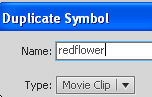 Duplicate Symbol
Name: redflower
Type: Movie Clip